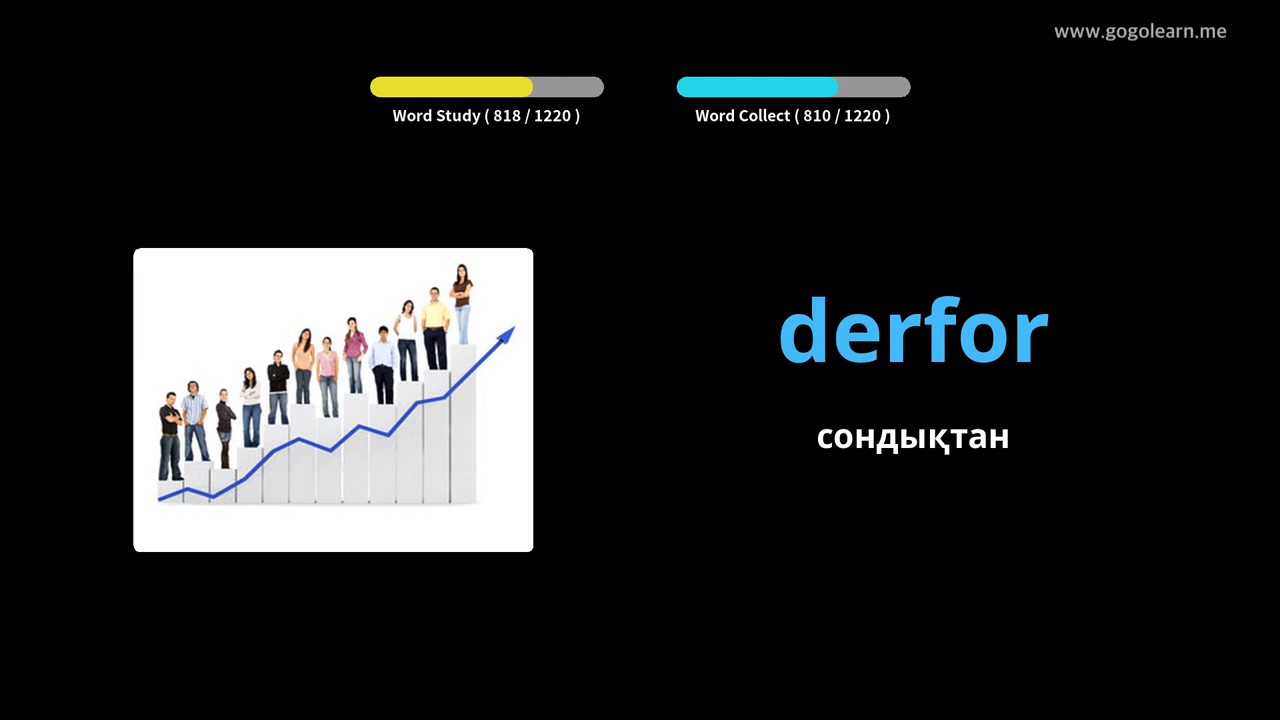 www.gogolearn.me
Word Study ( 818 / 1220 )
Word Collect ( 810 / 1220 )
derfor
сондықтан